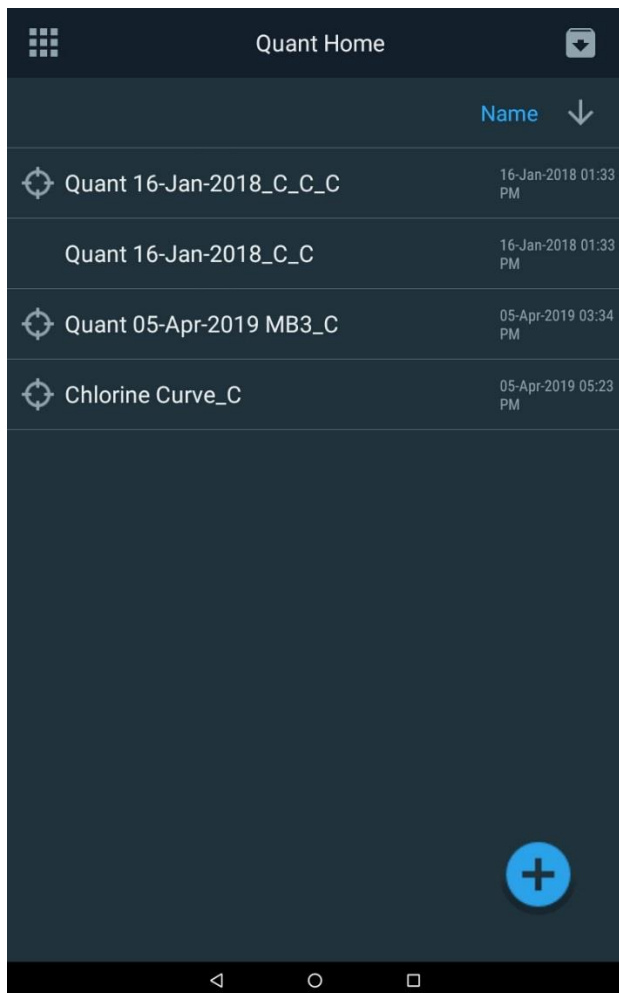 Quant Home
Name
Quant 16-Jan-2018_C_C_C
16-Jan-2018 01:33
PM
Quant 16-Jan-2018_C_C
16-Jan-2018 01:33
PM
Quant 05-Apr-2019 MB3_C
05-Apr-2019 03:34
PM
Chlorine Curve_C
05-Apr-2019 05:23
PM